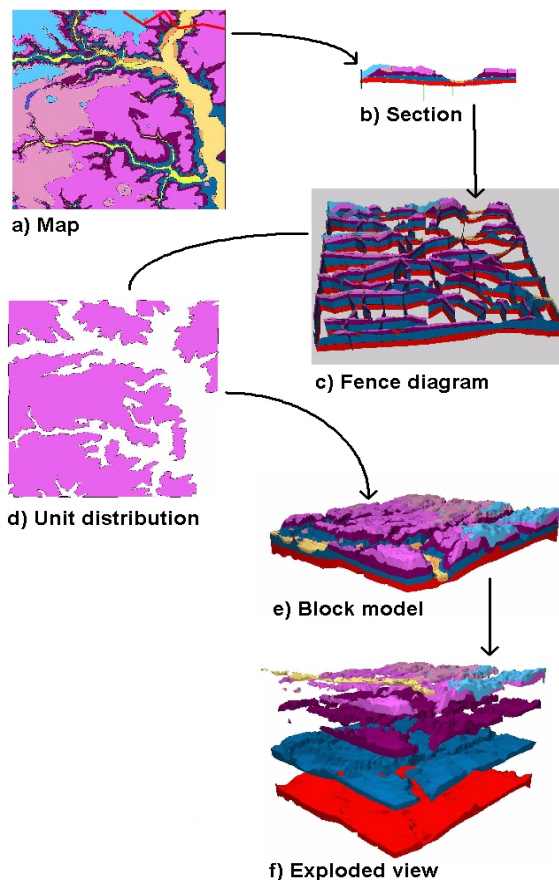 a) Map
b) Section
c) Fence diagram
d) Unit distribution
e) Block model
f) Exploded view